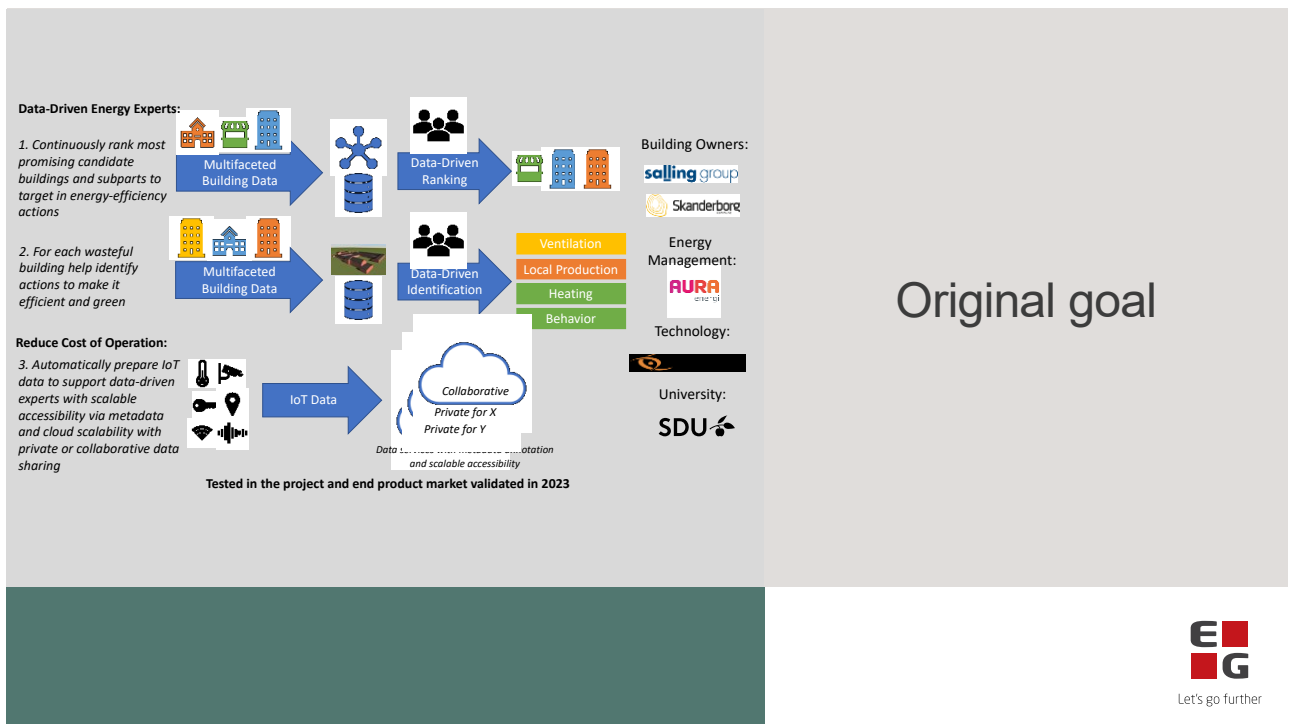 Data-Driven Energy Experts:
1. Continuously rank most
promising candidate
buildings and subparts to
target in energy-efficiency
actions
Multifaceted
Building Data
Data-Driven
Ranking
2. For each wasteful
building help identify
actions to make it
efficient and green
Multifaceted
Building Data
Data-Driven
Identification
Ventilation
Local Production
Heating
Behavior
Reduce Cost of Operation:
3. Automatically prepare IoT
data to support data-driven
experts with scalable
accessibility via metadata
and cloud scalability with
private or collaborative data
sharing
IoT Data
Collaborative
Private for X
Private for Y
and scalable accessibility
Tested in the project and end product market validated in 2023
Building Owners:
salling group
Skanderborg
Energy
Management:
AURA
energi
Technology:
University:
SDU
Original goal
EG
Let's go further